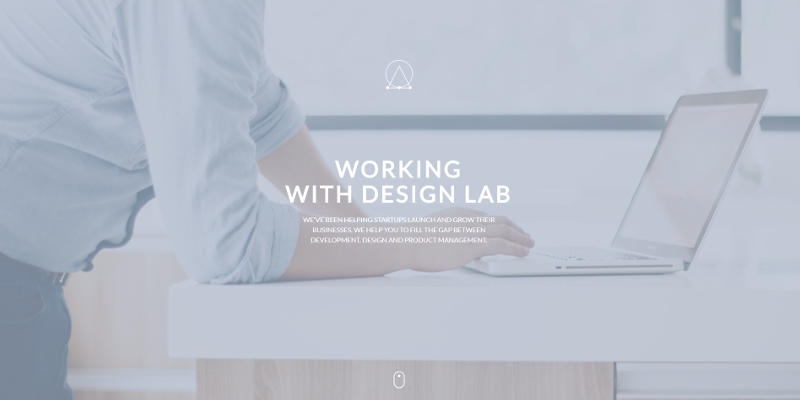 WORKING
WITH DESIGN LAB
WE'VE BEEN HELPING STARTUPS LAUNCH AND GROW THEIR
BUSINESSES. WE HELP YOU TO FILL THE GAP BETWEEN
DEVELOPMENT, DESIGN AND PRODUCT MANAGEMENT.